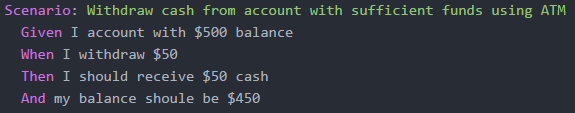 Scenario: Withdraw cash from account with sufficient funds using ATM
Given I account with $500 balance
When I withdraw $50
Then I should receive $50 cash
And my balance shoule be $450